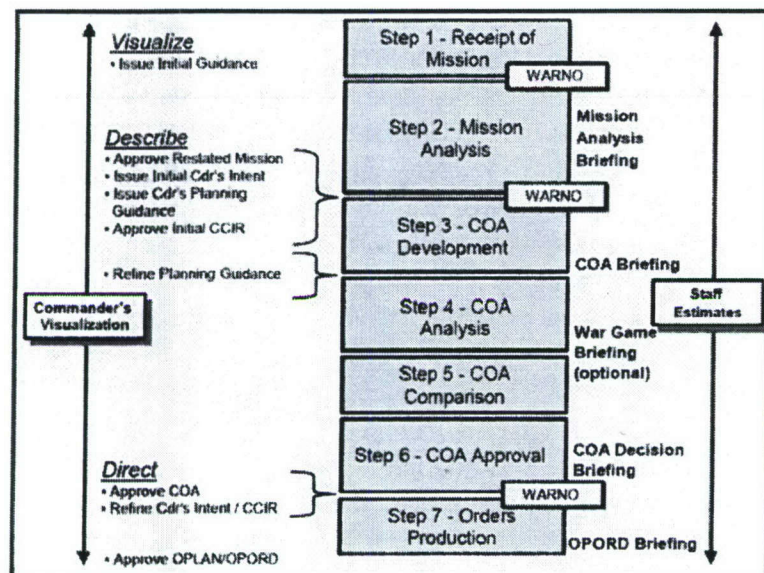 Visualize
• Issue Initial Guidance
Describe
• Approve Restated Mission
• Issue Initial Cdr's Intent
• Issue Cdr's Planning
Guidance
• Approve Initial CCIR
• Refine Planning Guidance
Commander's
Visualization
Direct
• Approve COA
• Refine Cdr's Intent / CCIR
• Approve OPLAN/OPORD
Step 1 - Receipt of
Mission
WARNO
Step 2 - Mission
Analysis
WARNO
Step 3 - COA
Development
Step 4 - COA
Analysis
Step 5 - COA
Comparison
Step 6 - COA Approval
WARNO
Step 7 - Orders
Production
Mission
Analysis
Briefing
COA Briefing
War Game
Briefing
(optional)
COA Decision
Briefing
OPORD Briefing
Staff
Estimates